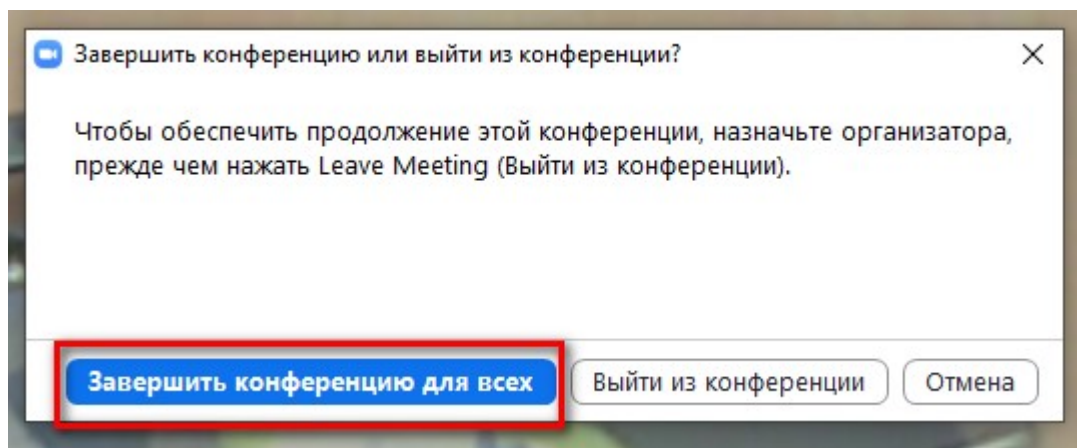 Завершить конференцию или выйти из конференции?
Чтобы обеспечить продолжение этой конференции, назначьте организатора,
прежде чем нажать Leave Meeting (Выйти из конференции).
Завершить конференцию для всех
Выйти из конференции
Отмена